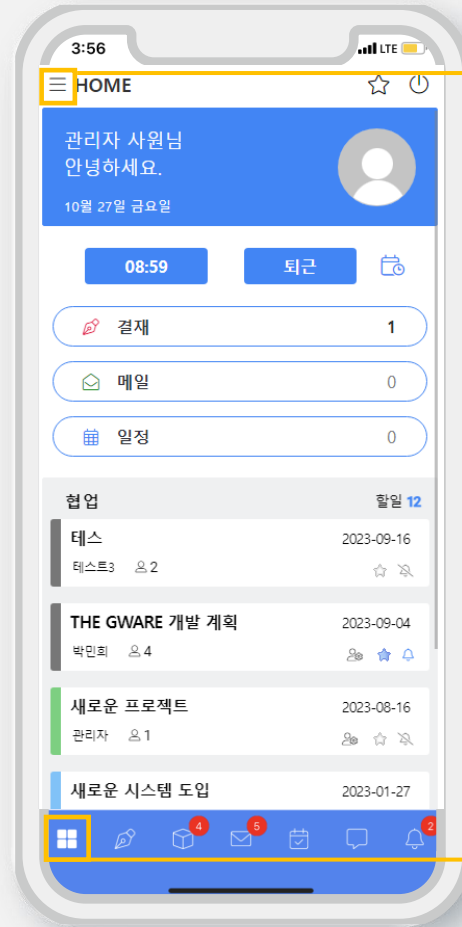 3:56 LTE
HOME
관리자 사원님
안녕하세요.
10월 27일 금요일
08:59 퇴근
결재 1
메일 0
일정 0
협업 할일 12
테스 2023-09-16
테스트3 2
THE GWARE 개발 계획 2023-09-04
박민희 4
새로운 프로젝트 2023-08-16
관리자 1
새로운 시스템 도입 2023-01-27
4 5 2